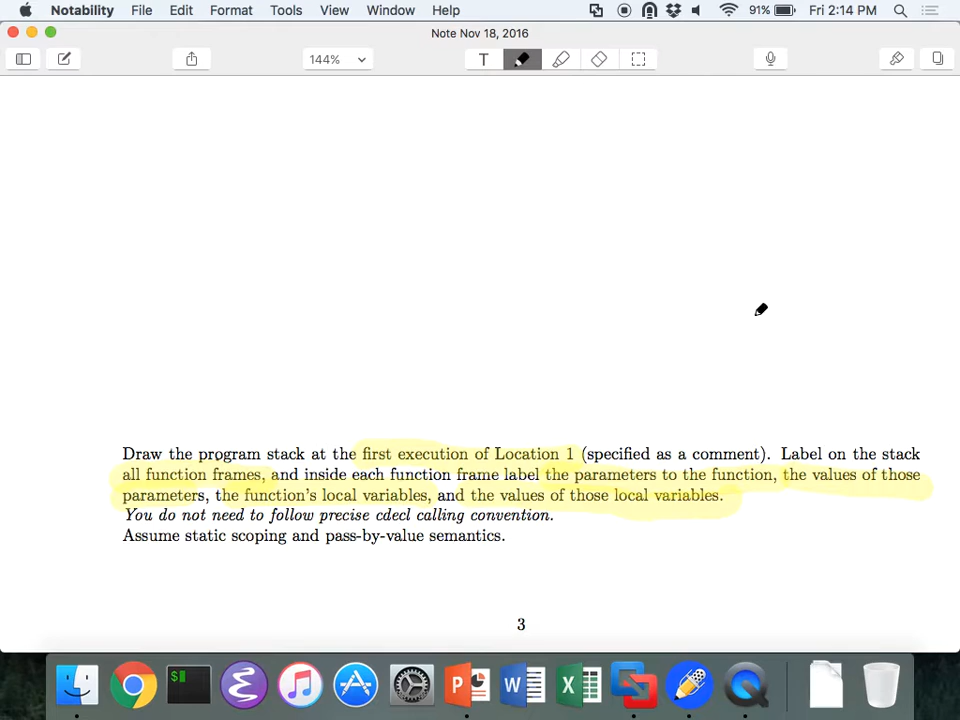 Notability File Edit Format Tools View Window Help 91% Fri 2:14 PM
Note Nov 18, 2016
144% T
Draw the program stack at the first execution of Location 1 (specified as a comment). Label on the stack
all function frames, and inside each function frame label the parameters to the function, the values of those
parameters, the function's local variables, and the values of those local variables.
You do not need to follow precise cdecl calling convention.
Assume static scoping and pass-by-value semantics.
3
$ P W X